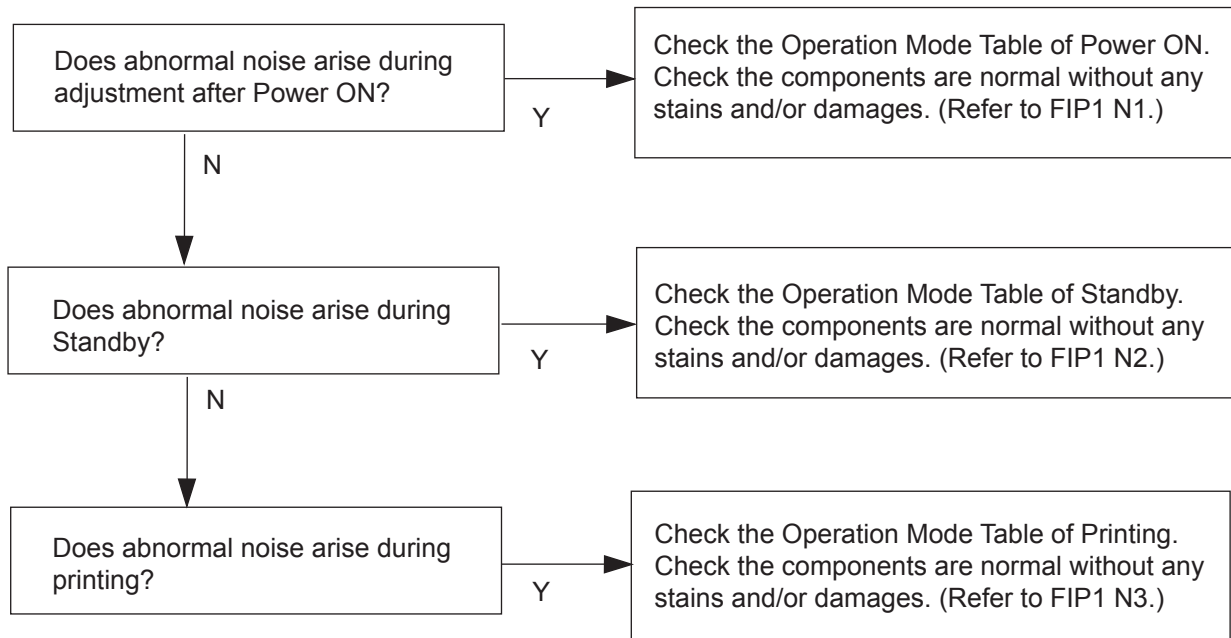 Does abnormal noise arise during
adjustment after Power ON?
Y
Check the Operation Mode Table of Power ON.
Check the components are normal without any
stains and/or damages. (Refer to FIP1 N1.)
N
Does abnormal noise arise during
Standby?
Y
Check the Operation Mode Table of Standby.
Check the components are normal without any
stains and/or damages. (Refer to FIP1 N2.)
N
Does abnormal noise arise during
printing?
Y
Check the Operation Mode Table of Printing.
Check the components are normal without any
stains and/or damages. (Refer to FIP1 N3.)